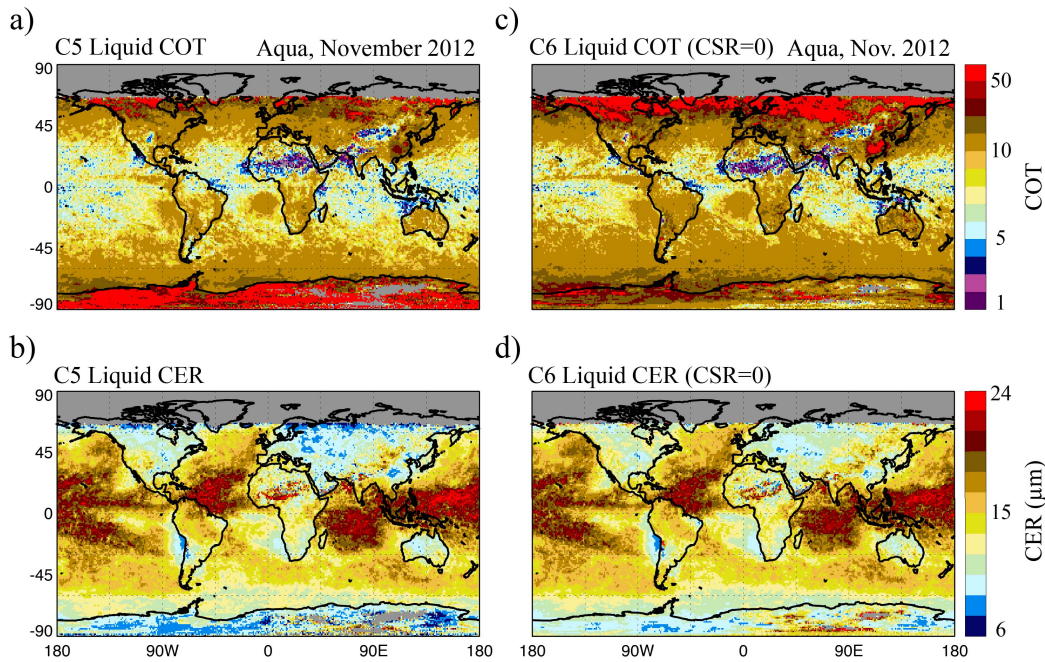 a)
C5 Liquid COT Aqua, November 2012
90
45
0
-45
-90
c)
C6 Liquid COT (CSR=0) Aqua, Nov. 2012
50
10
5
1
COT
b)
C5 Liquid CER
90
45
0
-45
-90
180 90W 0 90E 180
d)
C6 Liquid CER (CSR=0)
180 90W 0 90E 180
24
15
6
CER (µm)